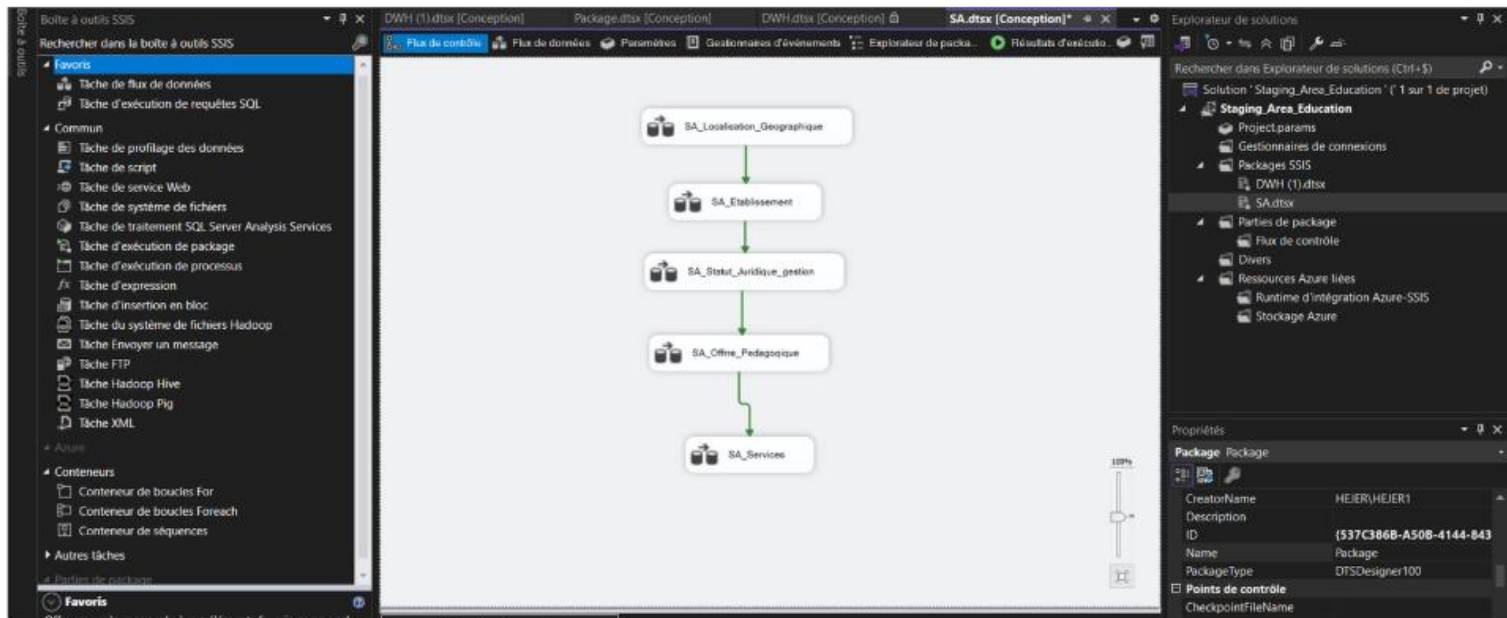 Boîte à outils
Boîte à outils SSIS
Rechercher dans la boîte à outils SSIS
Favoris
Tâche de flux de données
Tâche d'exécution de requêtes SQL
Commun
Tâche de profilage des données
Tâche de script
Tâche de service Web
Tâche de système de fichiers
Tâche de traitement SQL Server Analysis Services
Tâche d'exécution de package
Tâche d'exécution de processus
Tâche d'expression
Tâche d'insertion en bloc
Tâche du système de fichiers Hadoop
Tâche Envoyer un message
Tâche FTP
Tâche Hadoop Hive
Tâche Hadoop Pig
Tâche XML
Azure
Conteneurs
Conteneur de boucles For
Conteneur de boucles Foreach
Conteneur de séquences
Autres tâches
Parties de package
Favoris
DWH (1).dtsx [Conception]
Package.dtsx [Conception]
DWH.dtsx [Conception]
SA.dtsx [Conception]*
Flux de contrôle
Flux de données
Paramètres
Gestionnaires d'événements
Explorateur de packa...
Résultats d'exécutio...
SA_Localisation_Geographique
SA_Etablissement
SA_Statut_Juridique_gestion
SA_Offre_Pedagogique
SA_Services
100%
Explorateur de solutions
Rechercher dans Explorateur de solutions (Ctrl+$)
Solution 'Staging_Area_Education ' (' 1 sur 1 de projet)
Staging_Area_Education
Project.params
Gestionnaires de connexions
Packages SSIS
DWH (1).dtsx
SA.dtsx
Parties de package
Flux de contrôle
Divers
Ressources Azure liées
Runtime d'intégration Azure-SSIS
Stockage Azure
Propriétés
Package Package
CreatorName HEJER\HEJER1
Description
ID {537C386B-A50B-4144-843
Name Package
PackageType DTSDesigner100
Points de contrôle
CheckpointFileName